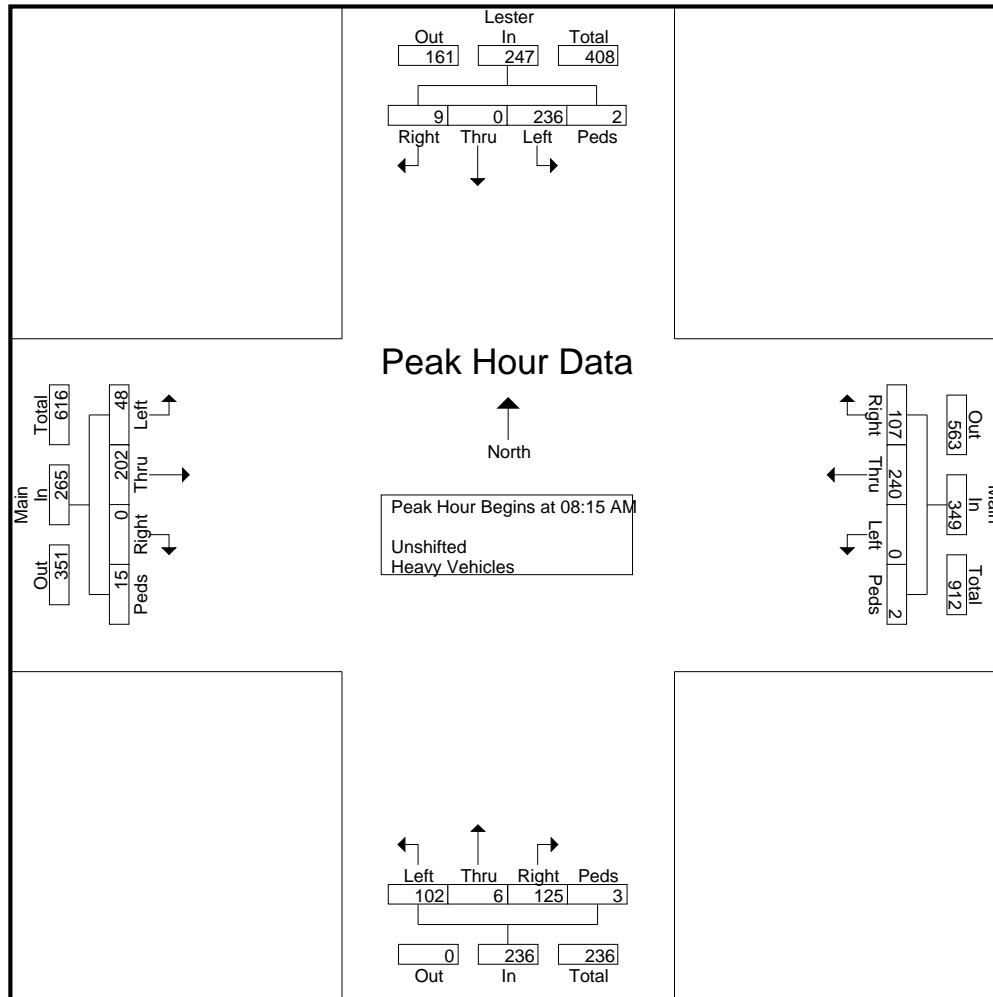 Lester
Out In Total
161 247 408
9 0 236 2
Right Thru Left Peds
Peak Hour Data
North
Peak Hour Begins at 08:15 AM
Unshifted
Heavy Vehicles
Main
Total In Out
616 265 351
48 202 0 15
Left Thru Right Peds
Right Thru Left Peds
107 240 0 2
Out In Total
563 349 912
Main
Left Thru Right Peds
102 6 125 3
0 236 236
Out In Total